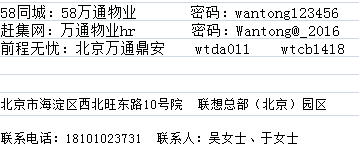 58同城：58万通物业 密码：wantong123456
赶集网：万通物业hr 密码：Wantong@_2016
前程无忧：北京万通鼎安 wtda011 wtcb1418
北京市海淀区西北旺东路10号院 联想总部（北京）园区
联系电话：18101023731 联系人：吴女士、于女士